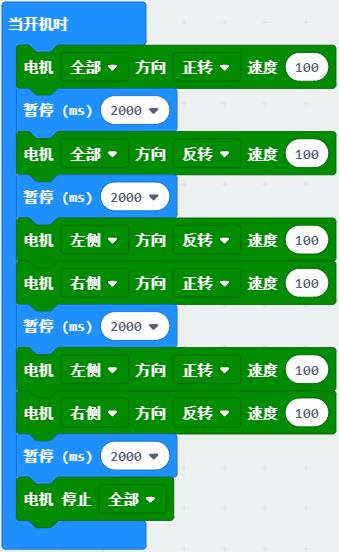 当开机时
电机 全部 方向 正转 速度 100
暂停 (ms) 2000
电机 全部 方向 反转 速度 100
暂停 (ms) 2000
电机 左侧 方向 反转 速度 100
电机 右侧 方向 正转 速度 100
暂停 (ms) 2000
电机 左侧 方向 正转 速度 100
电机 右侧 方向 反转 速度 100
暂停 (ms) 2000
电机 停止 全部